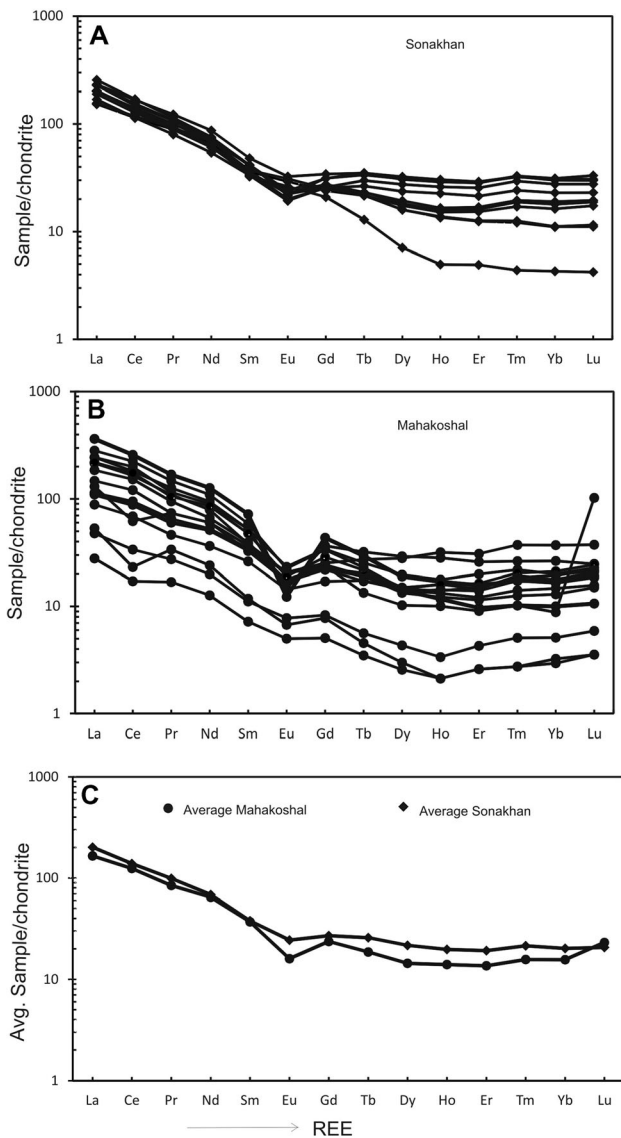 A
Sonakhan
1000
100
10
1
Sample/chondrite
La Ce Pr Nd Sm Eu Gd Tb Dy Ho Er Tm Yb Lu
B
Mahakoshal
1000
100
10
1
Sample/chondrite
La Ce Pr Nd Sm Eu Gd Tb Dy Ho Er Tm Yb Lu
C
Average Mahakoshal
Average Sonakhan
1000
100
10
1
Avg. Sample/chondrite
La Ce Pr Nd Sm Eu Gd Tb Dy Ho Er Tm Yb Lu
REE